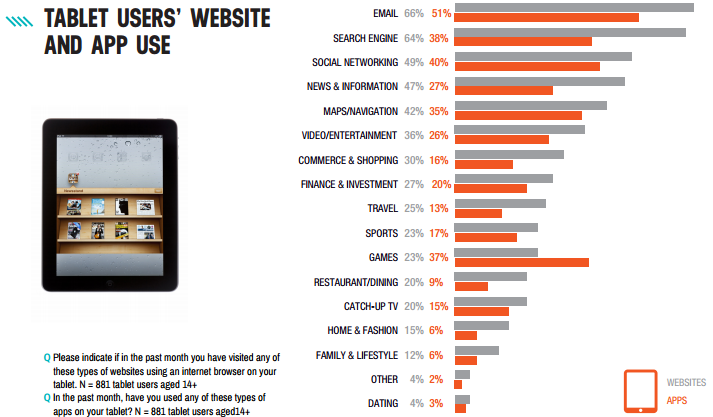 TABLET USERS' WEBSITE
AND APP USE
EMAIL 66% 51%
SEARCH ENGINE 64% 38%
SOCIAL NETWORKING 49% 40%
NEWS & INFORMATION 47% 27%
MAPS/NAVIGATION 42% 35%
VIDEO/ENTERTAINMENT 36% 26%
COMMERCE & SHOPPING 30% 16%
FINANCE & INVESTMENT 27% 20%
TRAVEL 25% 13%
SPORTS 23% 17%
GAMES 23% 37%
RESTAURANT/DINING 20% 9%
CATCH-UP TV 20% 15%
HOME & FASHION 15% 6%
FAMILY & LIFESTYLE 12% 6%
OTHER 4% 2%
DATING 4% 3%
Q Please indicate if in the past month you have visited any of
these types of websites using an internet browser on your
tablet. N = 881 tablet users aged 14+
Q In the past month, have you used any of these types of
apps on your tablet? N = 881 tablet users aged14+
WEBSITES
APPS